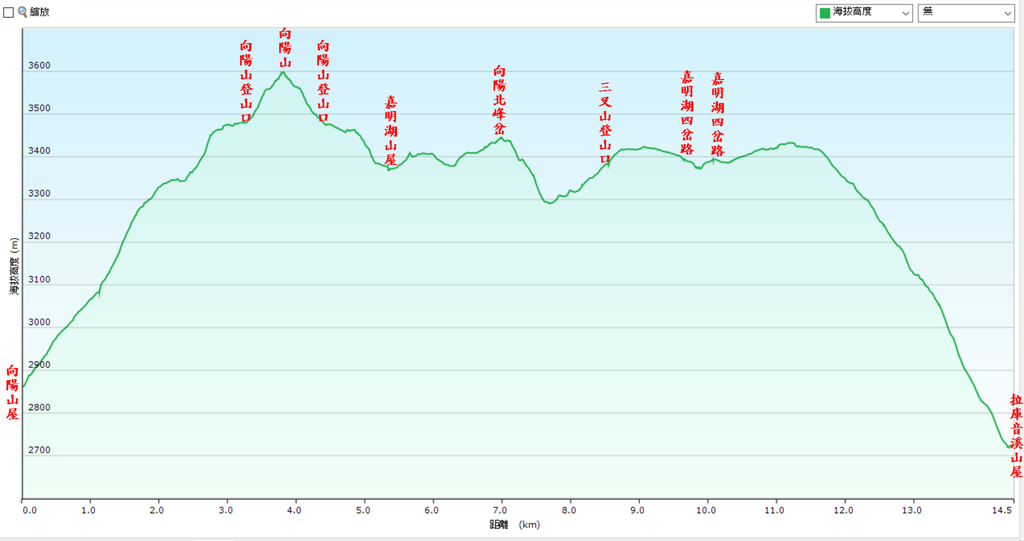 縮放
海拔高度
無
向陽山登山口
向陽山
向陽山登山口
嘉明湖山屋
向陽北峰岔
三叉山登山口
嘉明湖四岔路
嘉明湖四岔路
向陽山屋
拉庫音溪山屋
海拔高度 (m)
3600
3500
3400
3300
3200
3100
3000
2900
2800
2700
0.0 1.0 2.0 3.0 4.0 5.0 6.0 7.0 8.0 9.0 10.0 11.0 12.0 13.0 14.5
距離 (km)